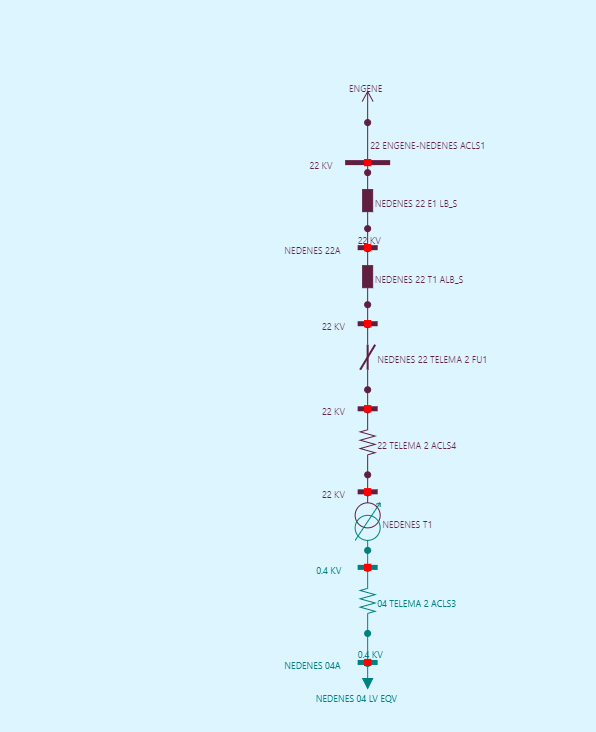 ENGENE
22 ENGENE-NEDENES ACLS1
22 KV
NEDENES 22 E1 LB_S
22 KV
NEDENES 22A
NEDENES 22 T1 ALB_S
22 KV
NEDENES 22 TELEMA 2 FU1
22 KV
22 TELEMA 2 ACLS4
22 KV
NEDENES T1
0.4 KV
04 TELEMA 2 ACLS3
0.4 KV
NEDENES 04A
NEDENES 04 LV EQV